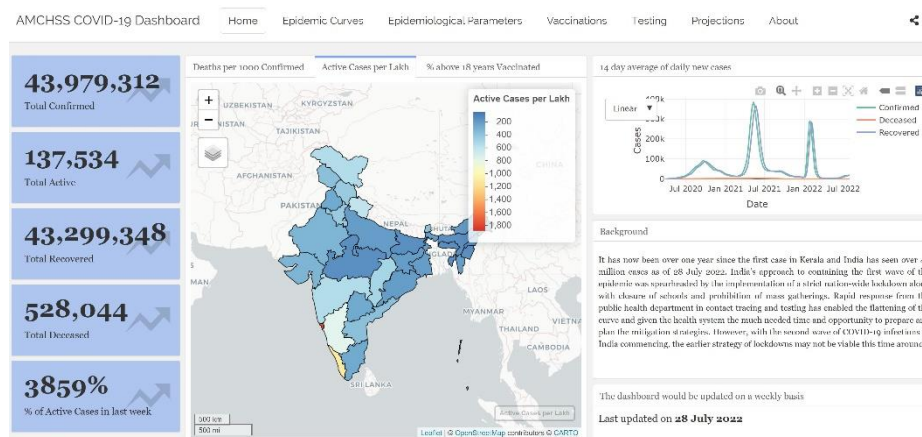 AMCHSS COVID-19 Dashboard
Home
Epidemic Curves
Epidemiological Parameters
Vaccinations
Testing
Projections
About
43,979,312
Total Confirmed
137,534
Total Active
43,299,348
Total Recovered
528,044
Total Deceased
3859%
% of Active Cases in last week
Deaths per 1000 Confirmed
Active Cases per Lakh
% above 18 years Vaccinated
+
−
UZBEKISTAN
KYRGYZSTAN
TAJIKISTAN
AFGHANISTAN
PAKISTAN
CHINA
NEPAL
LAOS
MYANMAR
THAILAND
VIETNA
CAMBODIA
SRI LANKA
Active Cases per Lakh
200
400
600
800
1,000
1,200
1,400
1,600
1,800
500 km
500 mi
Active Cases per Lakh
Leaflet | © OpenStreetMap contributors © CARTO
14 day average of daily new cases
Linear
Cases
400k
300k
200k
100k
0
Jul 2020 Jan 2021 Jul 2021 Jan 2022 Jul 2022
Date
Confirmed
Deceased
Recovered
Background
It has now been over one year since the first case in Kerala and India has seen over
million cases as of 28 July 2022. India's approach to containing the first wave of
epidemic was spearheaded by the implementation of a strict nation-wide lockdown
with closure of schools and prohibition of mass gatherings. Rapid response from
public health department in contact tracing and testing has enabled the flattening of
curve and given the health system the much needed time and opportunity to prepare
plan the mitigation strategies. However, with the second wave of COVID-19 infections
India commencing, the earlier strategy of lockdowns may not be viable this time around
The dashboard would be updated on a weekly basis
Last updated on 28 July 2022